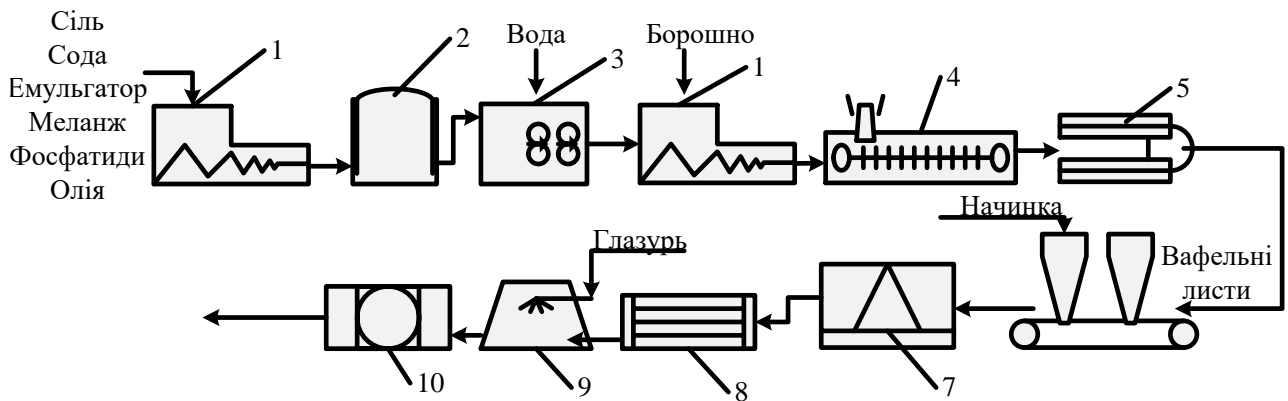 Сіль
Сода
Емульгатор
Меланж
Фосфатиди
Олія
1
2
Вода
3
Борошно
1
4
5
Начинка
Вафельні
листи
Глазурь
10
9
8
7